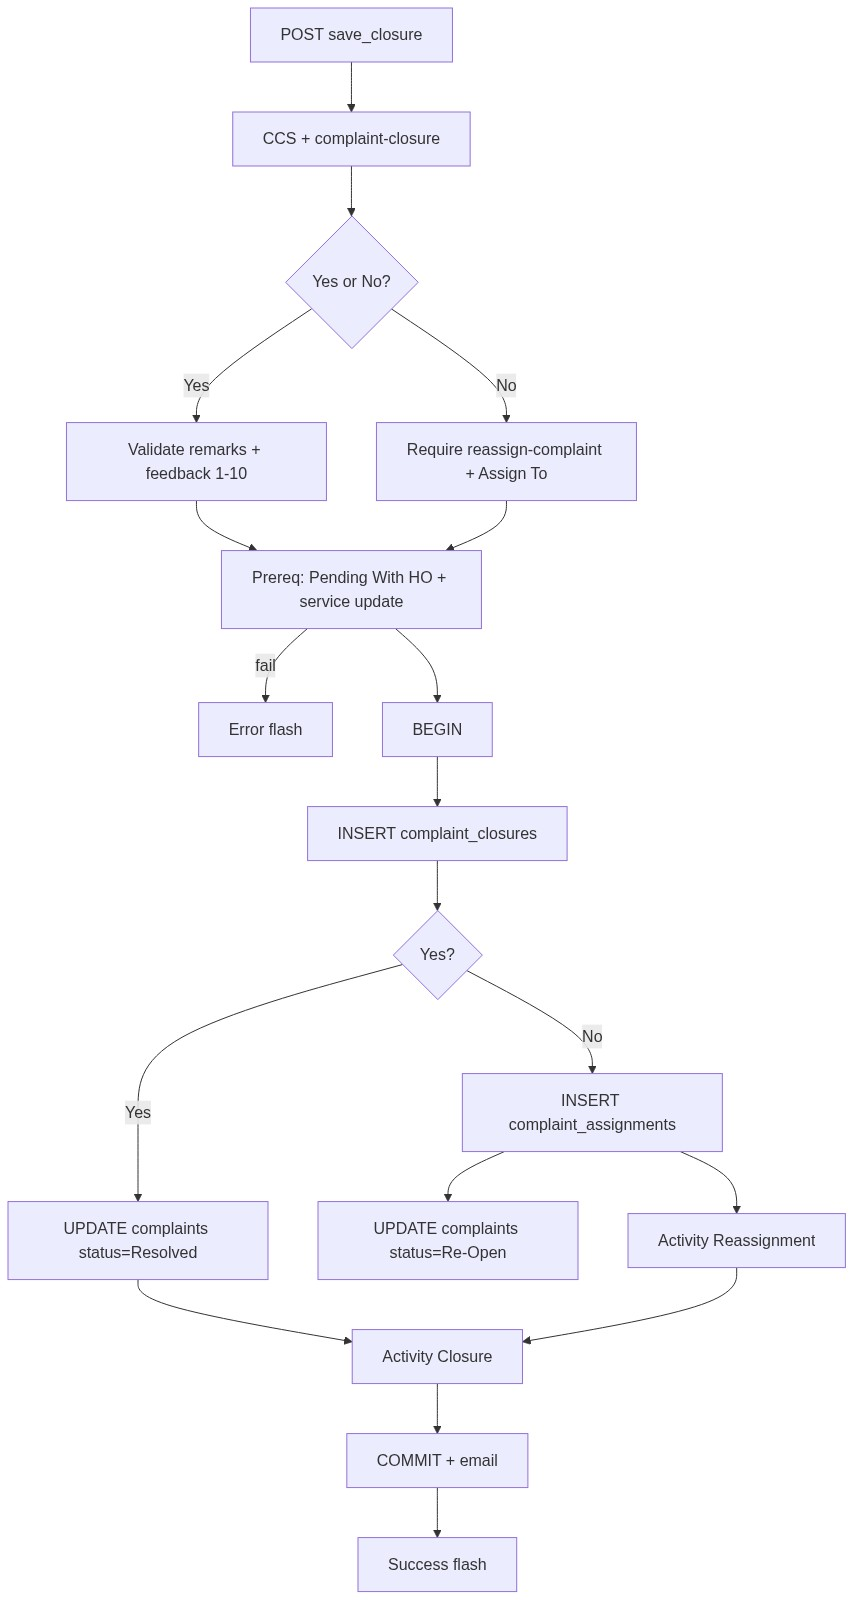 POST save_closure
CCS + complaint-closure
Yes or No?
Yes
No
Validate remarks +
feedback 1-10
Require reassign-complaint
+ Assign To
Prereq: Pending With HO +
service update
fail
Error flash
BEGIN
INSERT complaint_closures
Yes?
No
INSERT
complaint_assignments
Yes
UPDATE complaints
status=Resolved
UPDATE complaints
status=Re-Open
Activity Reassignment
Activity Closure
COMMIT + email
Success flash